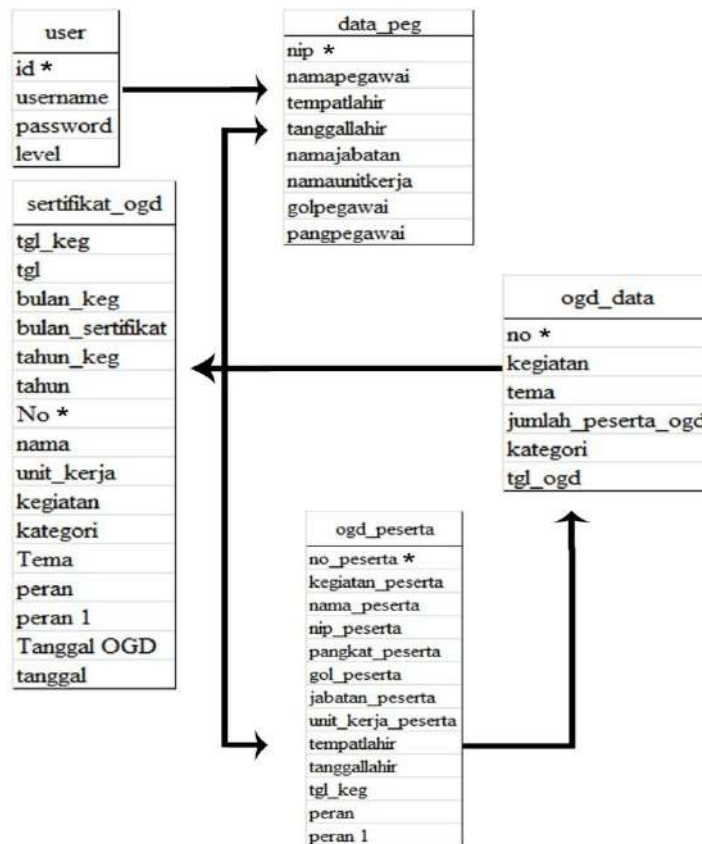 user
id *
username
password
level
data_peg
nip *
namapegawai
tempatlahir
tanggallahir
namajabatan
namaunitkerja
golpegawai
pangpegawai
sertifikat_ogd
tgl_keg
tgl
bulan_keg
bulan_sertifikat
tahun_keg
tahun
No *
nama
unit_kerja
kegiatan
kategori
Tema
peran
peran 1
Tanggal OGD
tanggal
ogd_data
no *
kegiatan
tema
jumlah_peserta_ogd
kategori
tgl_ogd
ogd_peserta
no_peserta *
kegiatan_peserta
nama_peserta
nip_peserta
pangkat_peserta
gol_peserta
jabatan_peserta
unit_kerja_peserta
tempatlahir
tanggallahir
tgl_keg
peran
peran 1